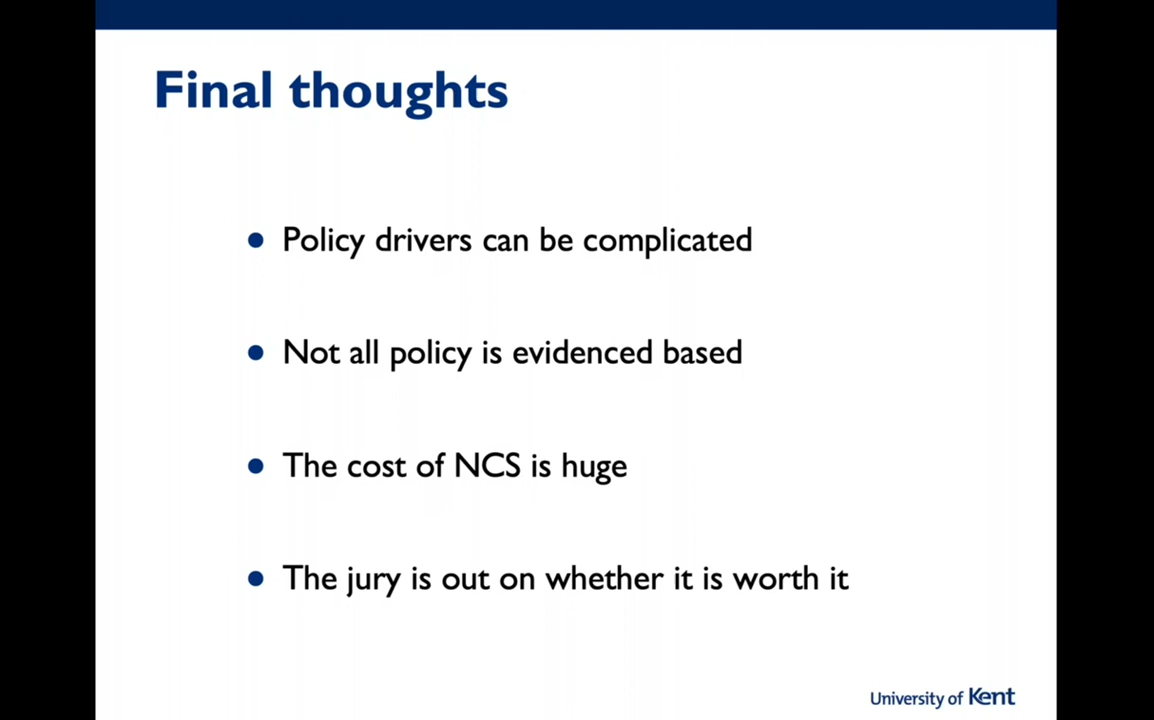 Final thoughts
Policy drivers can be complicated
Not all policy is evidenced based
The cost of NCS is huge
The jury is out on whether it is worth it
University of Kent